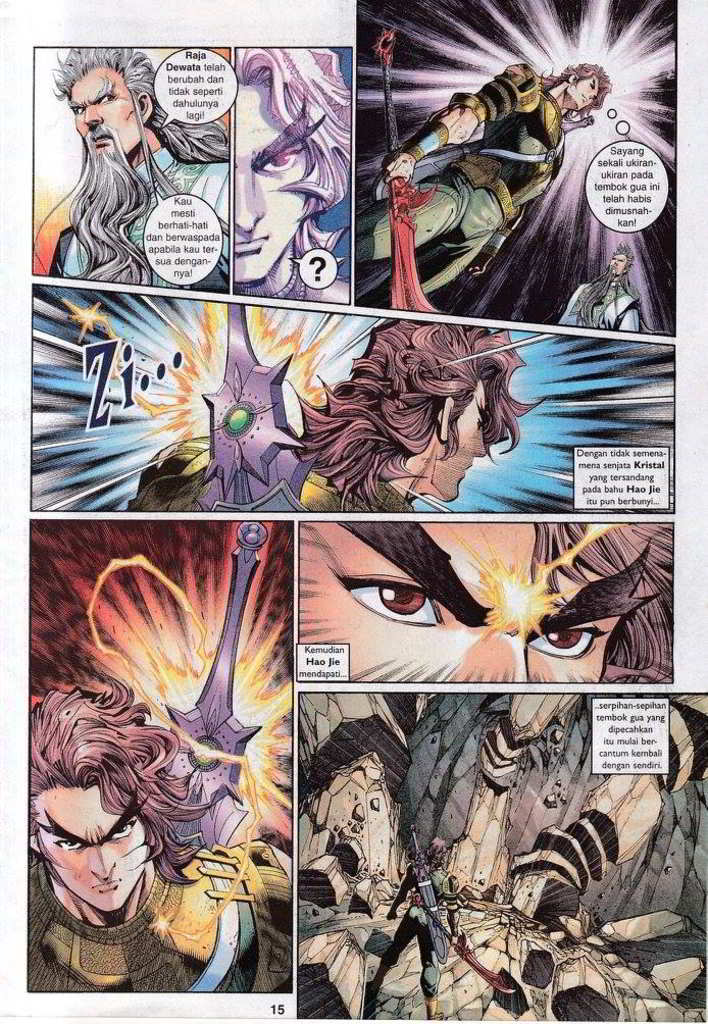 Raja
Dewata telah
berubah dan
tidak seperti
dahulunya
lagi!
Kau
mesti
berhati-hati
dan berwaspada
apabila kau ter-
sua dengan-
nya!
?
Sayang
sekali ukiran-
ukiran pada
tembok gua ini
telah habis
dimusnah-
kan!
Zi...
Dengan tidak semena-
mena senjata Kristal
yang tersandang
pada bahu Hao Jie
itu pun berbunyi...
Kemudian
Hao Jie
mendapati...
..serpihan-sepihan
tembok gua yang
dipecahkan
itu mulai ber-
cantum kembali
dengan sendiri.
15